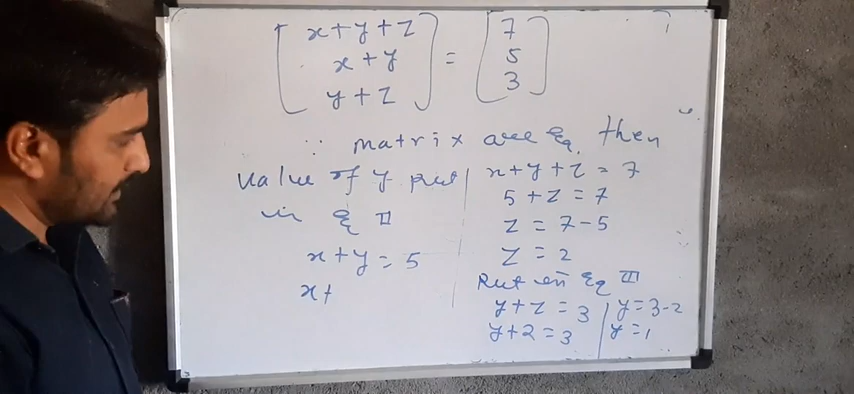 x+y+z = 7
x+y = 5
y+z = 3
∵ matrix are Eq. then
x+y+z=7
5+z=7
z=7-5
z=2
Put in Eq III
y+z=3 | y=3-2
y+2=3 | y=1
value of y put
in Eq II
x+y=5
x+